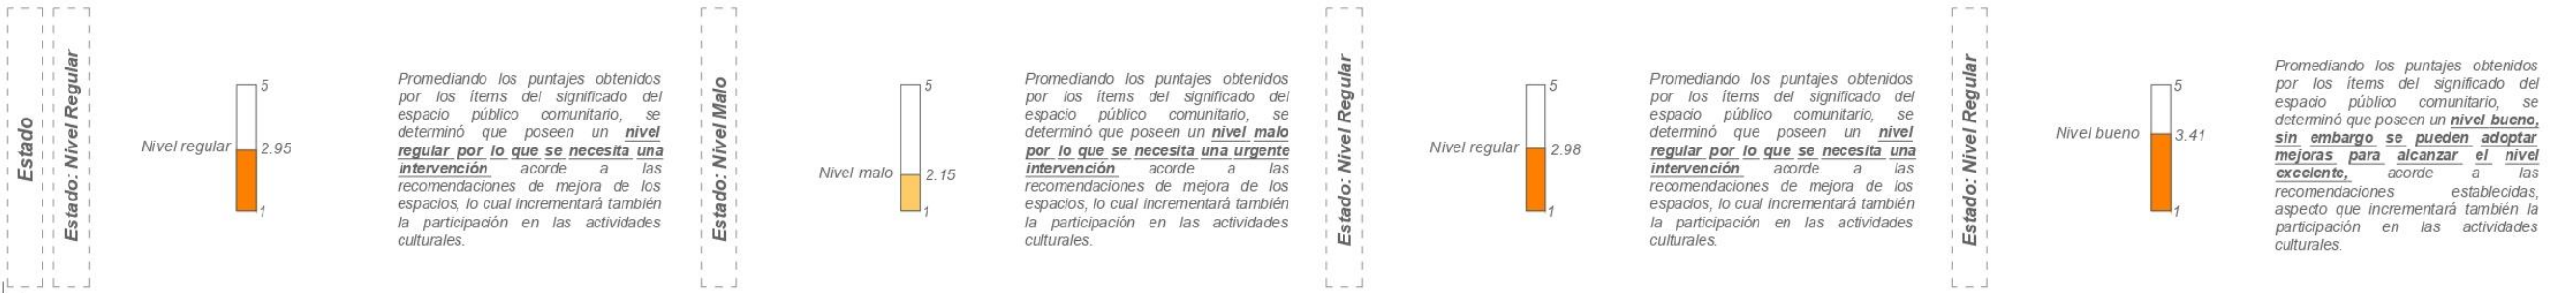 Estado
Estado: Nivel Regular
5
Nivel regular
2.95
1
Promediando los puntajes obtenidos
por los ítems del significado del
espacio público comunitario, se
determinó que poseen un nivel
regular por lo que se necesita una
intervención acorde a las
recomendaciones de mejora de los
espacios, lo cual incrementará también
la participación en las actividades
culturales.
Estado: Nivel Malo
5
Nivel malo
2.15
1
Promediando los puntajes obtenidos
por los ítems del significado del
espacio público comunitario, se
determinó que poseen un nivel malo
por lo que se necesita una urgente
intervención acorde a las
recomendaciones de mejora de los
espacios, lo cual incrementará también
la participación en las actividades
culturales.
Estado: Nivel Regular
5
Nivel regular
2.98
1
Promediando los puntajes obtenidos
por los ítems del significado del
espacio público comunitario, se
determinó que poseen un nivel
regular por lo que se necesita una
intervención acorde a las
recomendaciones de mejora de los
espacios, lo cual incrementará también
la participación en las actividades
culturales.
Estado: Nivel Regular
5
Nivel bueno
3.41
1
Promediando los puntajes obtenidos
por los ítems del significado del
espacio público comunitario, se
determinó que poseen un nivel bueno,
sin embargo se pueden adoptar
mejoras para alcanzar el nivel
excelente, acorde a las
recomendaciones establecidas,
aspecto que incrementará también la
participación en las actividades
culturales.